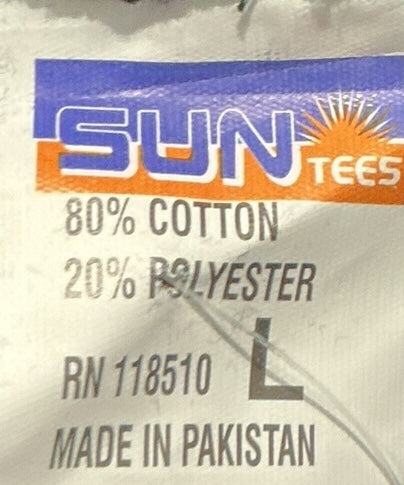 SUN TEES
80% COTTON
20% POLYESTER
RN 118510 L
MADE IN PAKISTAN